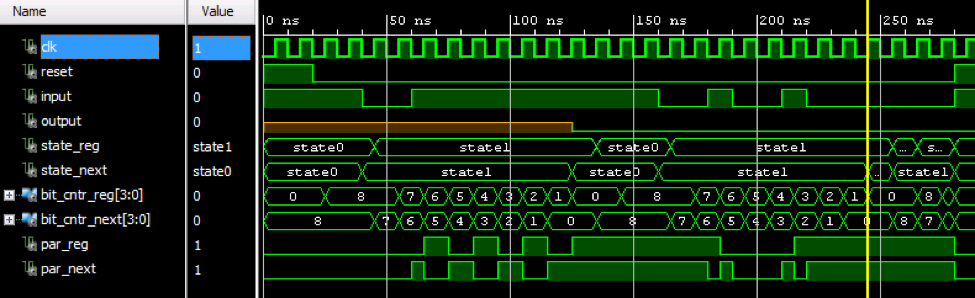 Name Value
0 ns 50 ns 100 ns 150 ns 200 ns 250 ns
clk 1
reset 0
input 0
output 0
state_reg state1 state0 state1 state0 state1 ... s...
state_next state0 state0 state1 state0 state1 ... state1
bit_cntr_reg[3:0] 0 0 8 7 6 5 4 3 2 1 0 8 7 6 5 4 3 2 1 0 8
bit_cntr_next[3:0] 0 8 7 6 5 4 3 2 1 0 8 7 6 5 4 3 2 1 0 8 7
par_reg 1
par_next 1